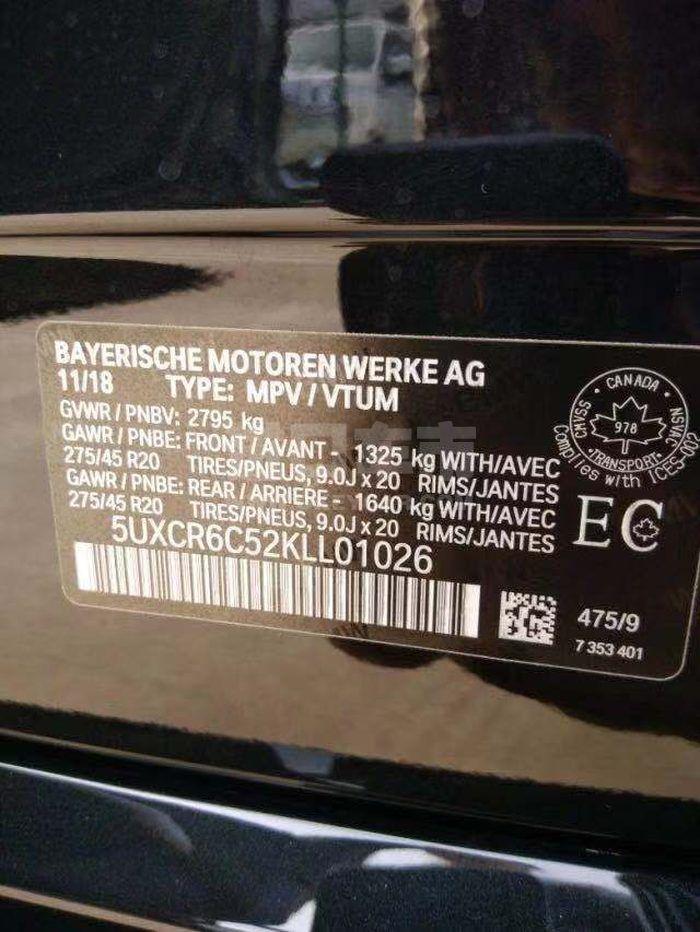 BAYERISCHE MOTOREN WERKE AG
11/18 TYPE: MPV / VTUM
GVWR / PNBV: 2795 kg
GAWR / PNBE: FRONT / AVANT - 1325 kg WITH/AVEC
275/45 R20 TIRES/PNEUS, 9.0J x 20 RIMS/JANTES
GAWR / PNBE: REAR / ARRIERE - 1640 kg WITH/AVEC
275/45 R20 TIRES/PNEUS, 9.0J x 20 RIMS/JANTES
5UXCR6C52KLL01026
CANADA
CMVSS
NSVAC
978
TRANSPORT
Complies with ICES-00
EC
475/9
7 353 401